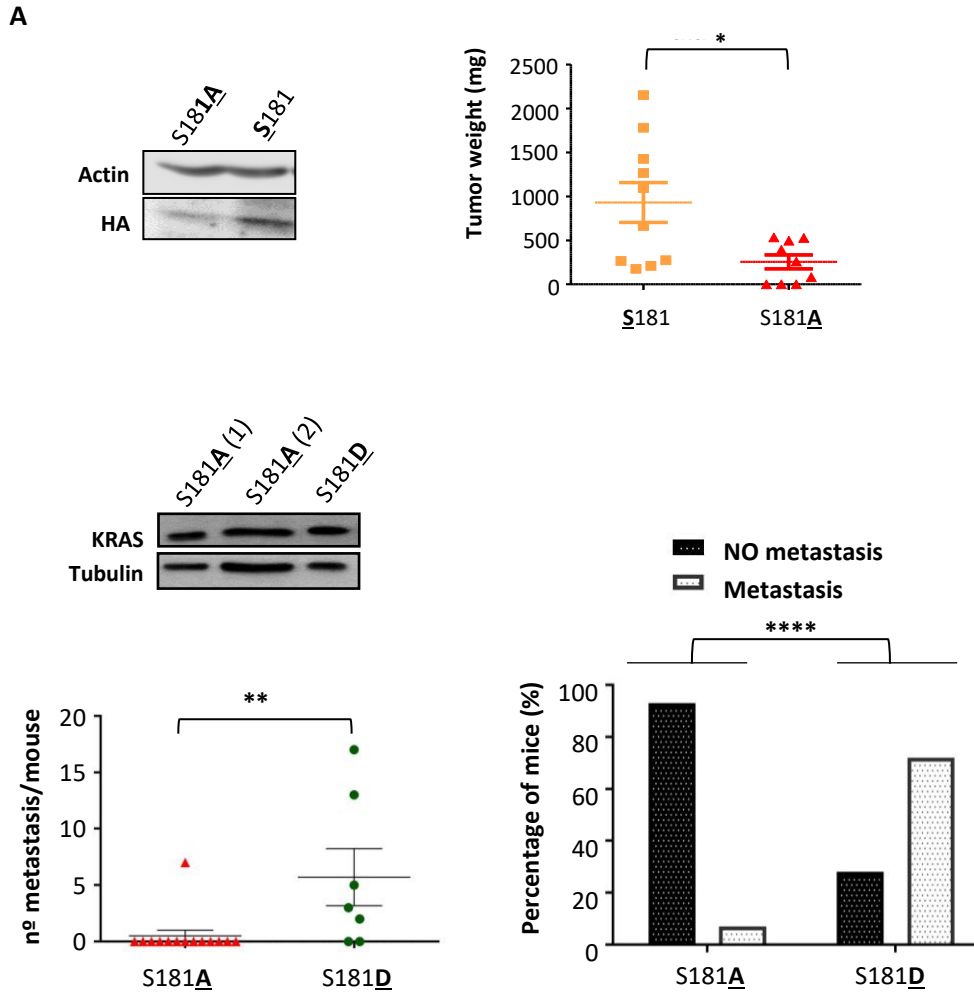 A
S181A S181
Actin
HA
*
Tumor weight (mg)
2500
2000
1500
1000
500
0
S181 S181A
S181A (1) S181A (2) S181D
KRAS
Tubulin
**
nº metastasis/mouse
20
15
10
5
0
S181A S181D
NO metastasis
Metastasis
****
Percentage of mice (%)
100
80
60
40
20
0
S181A S181D